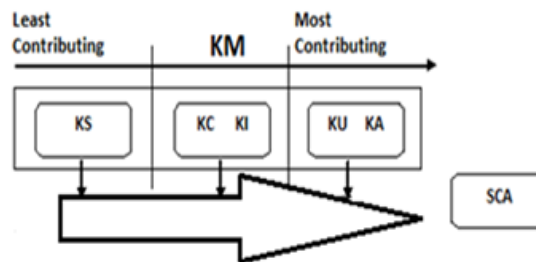 Least
Contributing
KM
Most
Contributing
KS
KC KI
KU KA
SCA